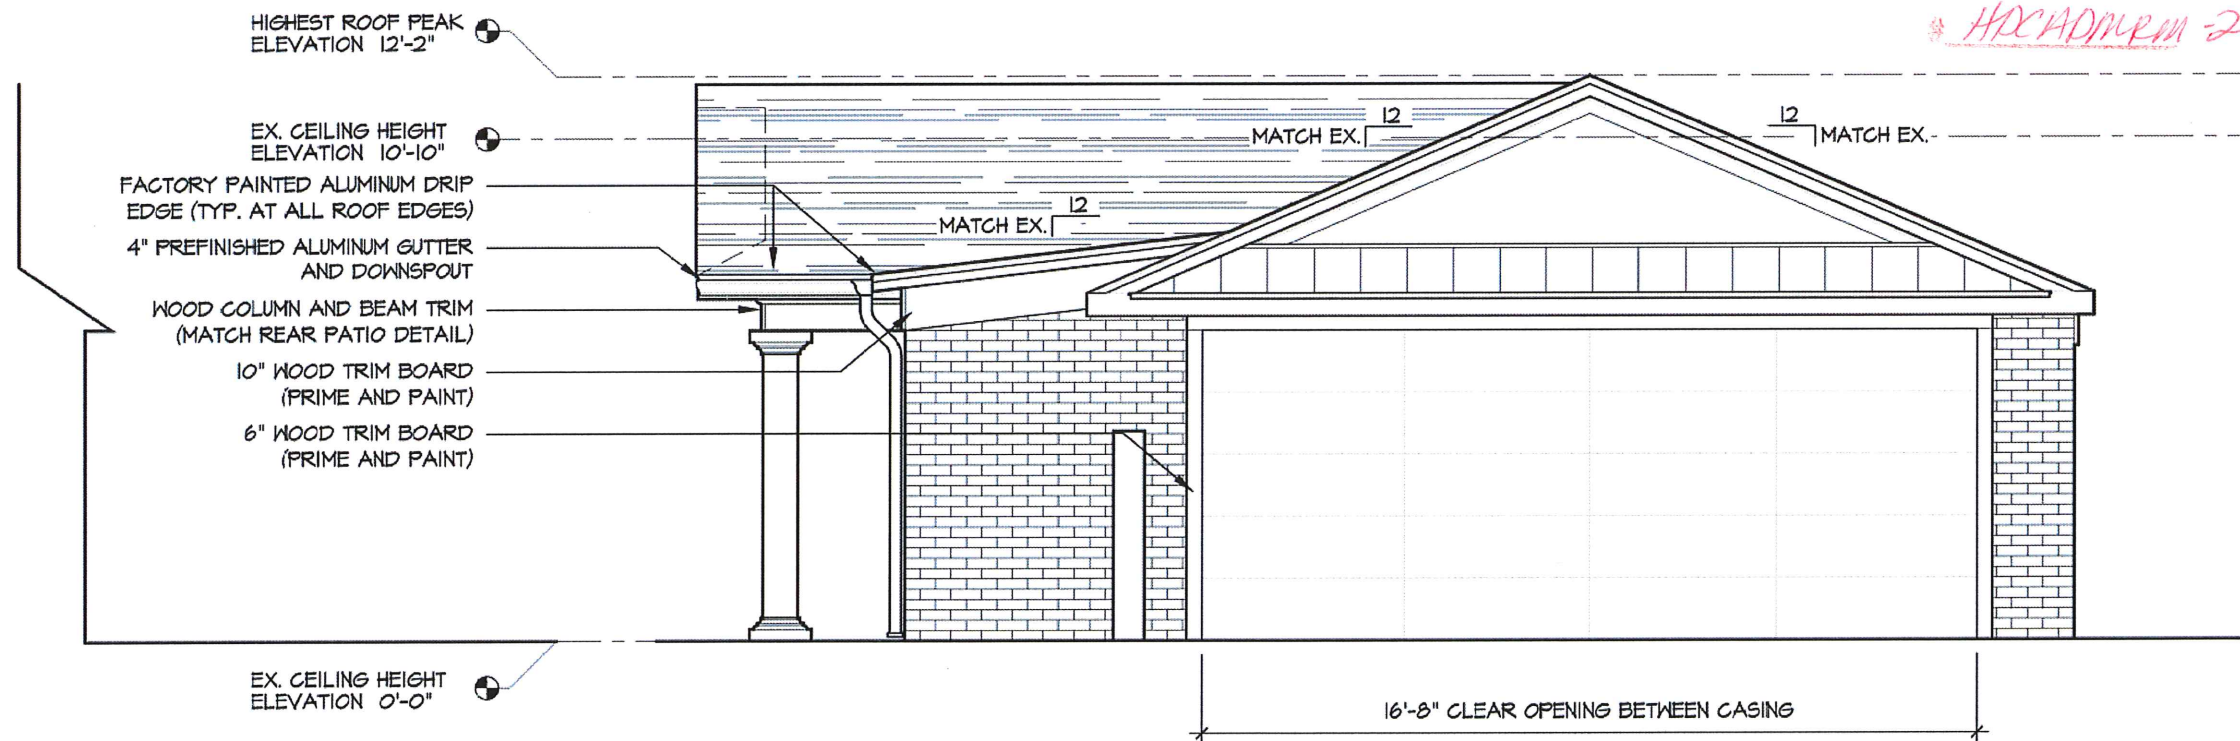 HIGHEST ROOF PEAK
ELEVATION 12'-2"
EX. CEILING HEIGHT
ELEVATION 10'-10"
FACTORY PAINTED ALUMINUM DRIP
EDGE (TYP. AT ALL ROOF EDGES)
4" PREFINISHED ALUMINUM GUTTER
AND DOWNSPOUT
WOOD COLUMN AND BEAM TRIM
(MATCH REAR PATIO DETAIL)
10" WOOD TRIM BOARD
(PRIME AND PAINT)
6" WOOD TRIM BOARD
(PRIME AND PAINT)
EX. CEILING HEIGHT
ELEVATION 0'-0"
12
MATCH EX.
12
MATCH EX.
12
MATCH EX.
16'-8" CLEAR OPENING BETWEEN CASING